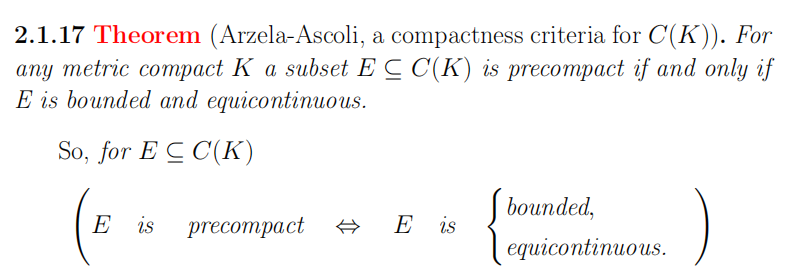 2.1.17 Theorem (Arzela-Ascoli, a compactness criteria for C(K)). For
any metric compact K a subset E ⊆ C(K) is precompact if and only if
E is bounded and equicontinuous.
So, for E ⊆ C(K)
( E is precompact ⇔ E is { bounded,
equicontinuous. )